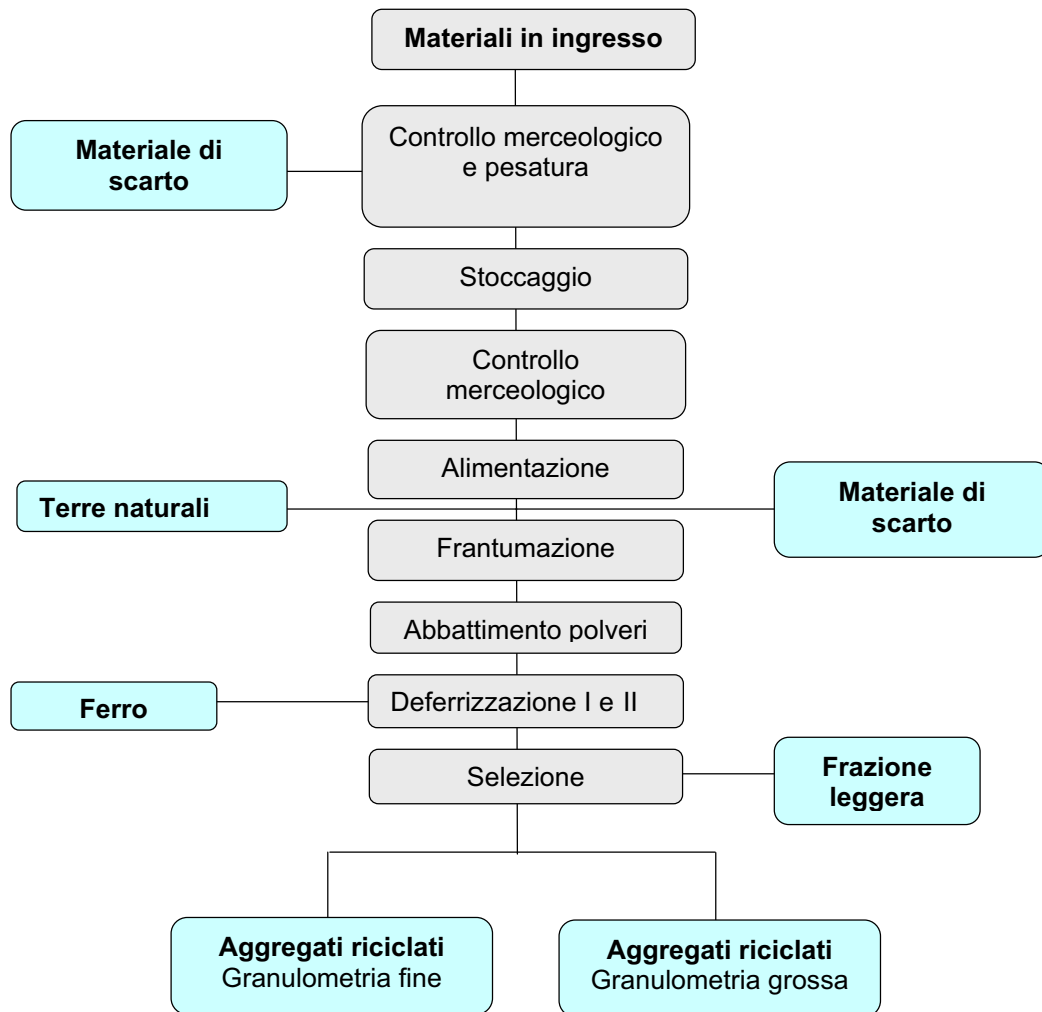 Materiali in ingresso
Controllo merceologico
e pesatura
Materiale di
scarto
Stoccaggio
Controllo
merceologico
Alimentazione
Terre naturali
Materiale di
scarto
Frantumazione
Abbattimento polveri
Deferrizzazione I e II
Ferro
Selezione
Frazione
leggera
Aggregati riciclati
Granulometria fine
Aggregati riciclati
Granulometria grossa